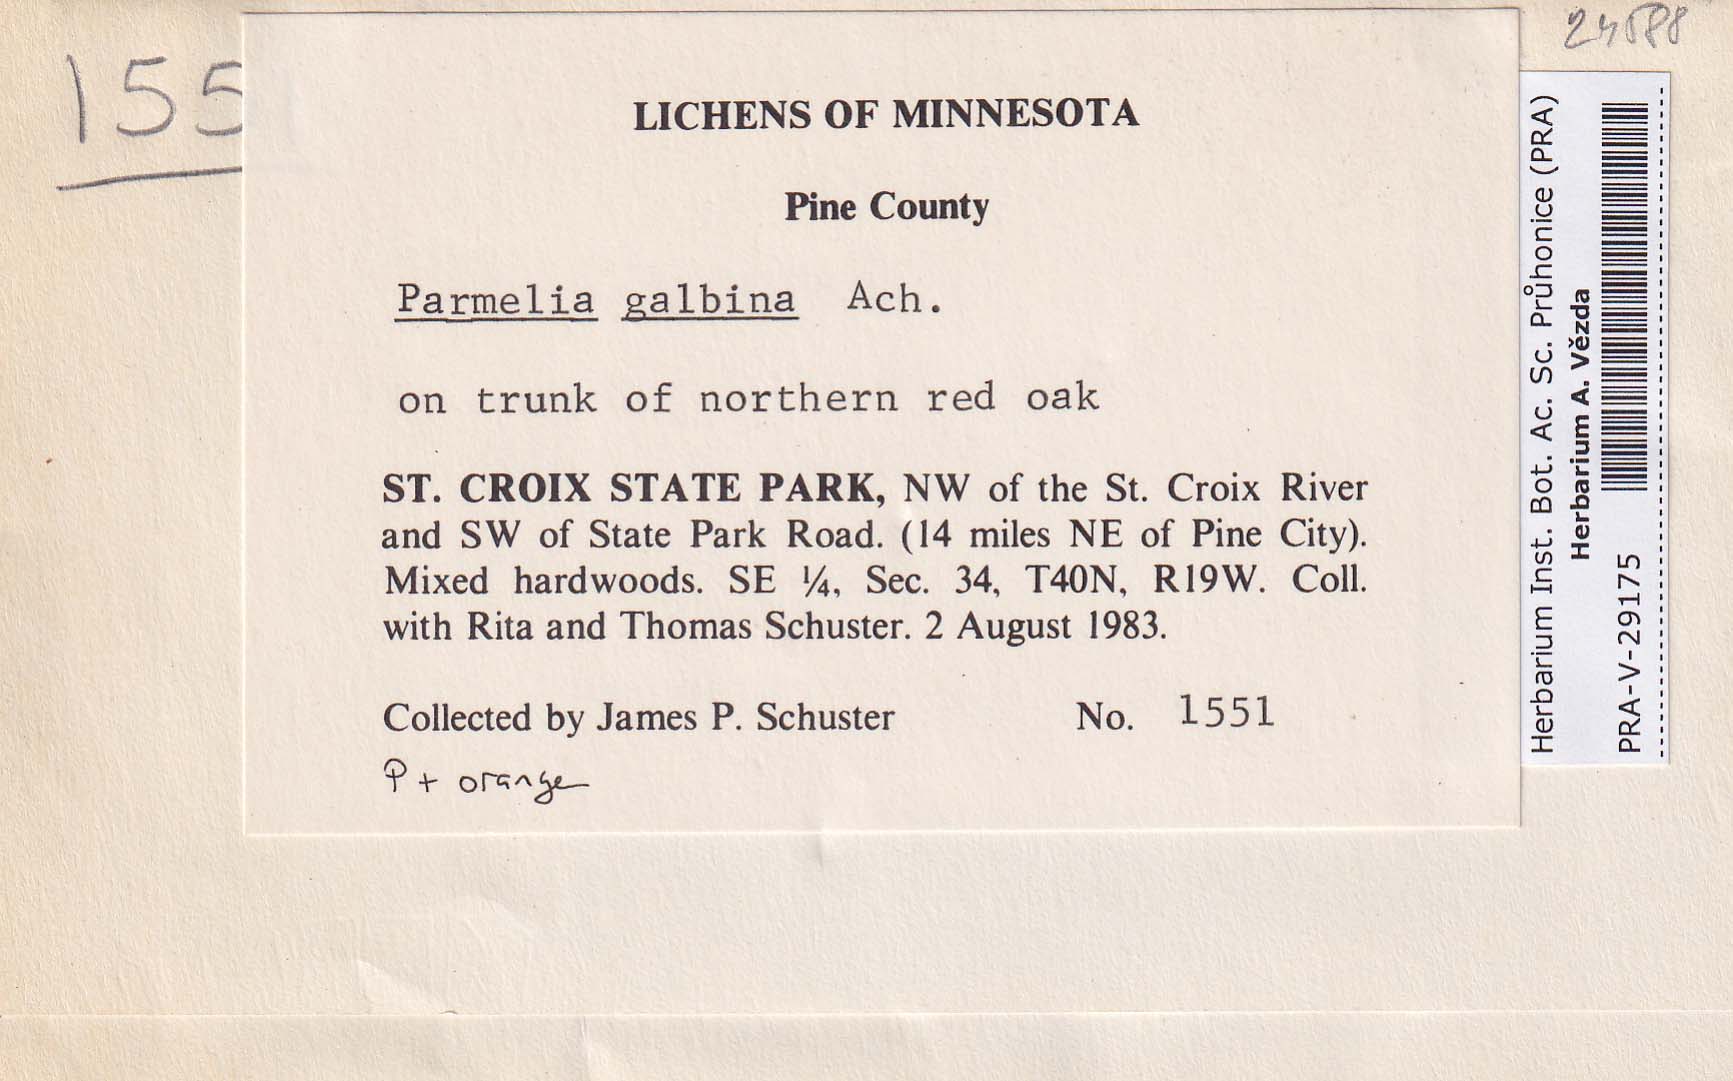 155
24588
LICHENS OF MINNESOTA
Pine County
Parmelia galbina Ach.
on trunk of northern red oak
ST. CROIX STATE PARK, NW of the St. Croix River
and SW of State Park Road. (14 miles NE of Pine City).
Mixed hardwoods. SE ¼, Sec. 34, T40N, R19W. Coll.
with Rita and Thomas Schuster. 2 August 1983.
Collected by James P. Schuster No. 1551
P + orange
Herbarium Inst. Bot. Ac. Sc. Průhonice (PRA)
Herbarium A. Vězda
PRA-V-29175